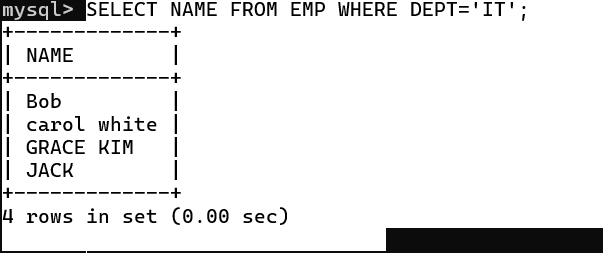 mysql> SELECT NAME FROM EMP WHERE DEPT='IT';
+-------------+
| NAME        |
+-------------+
| Bob         |
| carol white |
| GRACE KIM   |
| JACK        |
+-------------+
4 rows in set (0.00 sec)